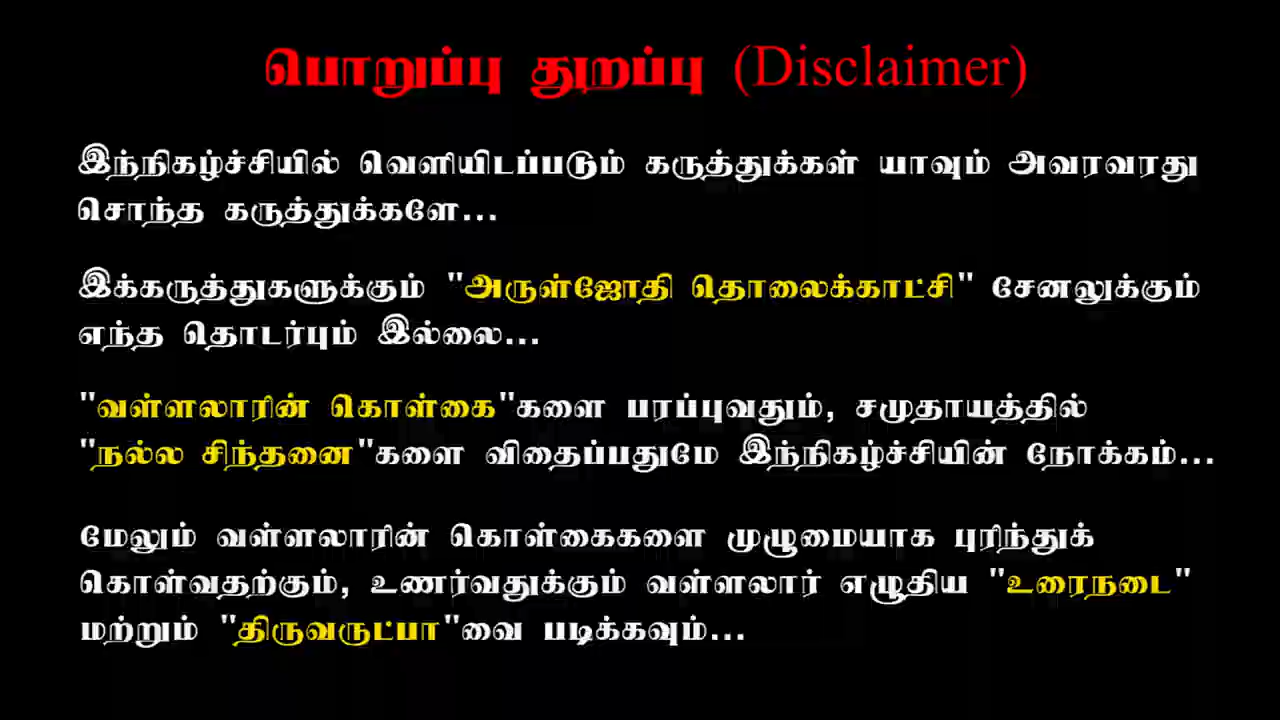 பொறுப்பு துறப்பு (Disclaimer)
இந்நிகழ்ச்சியில் வெளியிடப்படும் கருத்துக்கள் யாவும் அவரவரது
சொந்த கருத்துக்களே...
இக்கருத்துகளுக்கும் "அருள்ஜோதி தொலைக்காட்சி" சேனலுக்கும்
எந்த தொடர்பும் இல்லை...
"வள்ளலாரின் கொள்கை"களை பரப்புவதும், சமுதாயத்தில்
"நல்ல சிந்தனை"களை விதைப்பதுமே இந்நிகழ்ச்சியின் நோக்கம்...
மேலும் வள்ளலாரின் கொள்கைகளை முழுமையாக புரிந்துக்
கொள்வதற்கும், உணர்வதுக்கும் வள்ளலார் எழுதிய "உரைநடை"
மற்றும் "திருவருட்பா"வை படிக்கவும்...